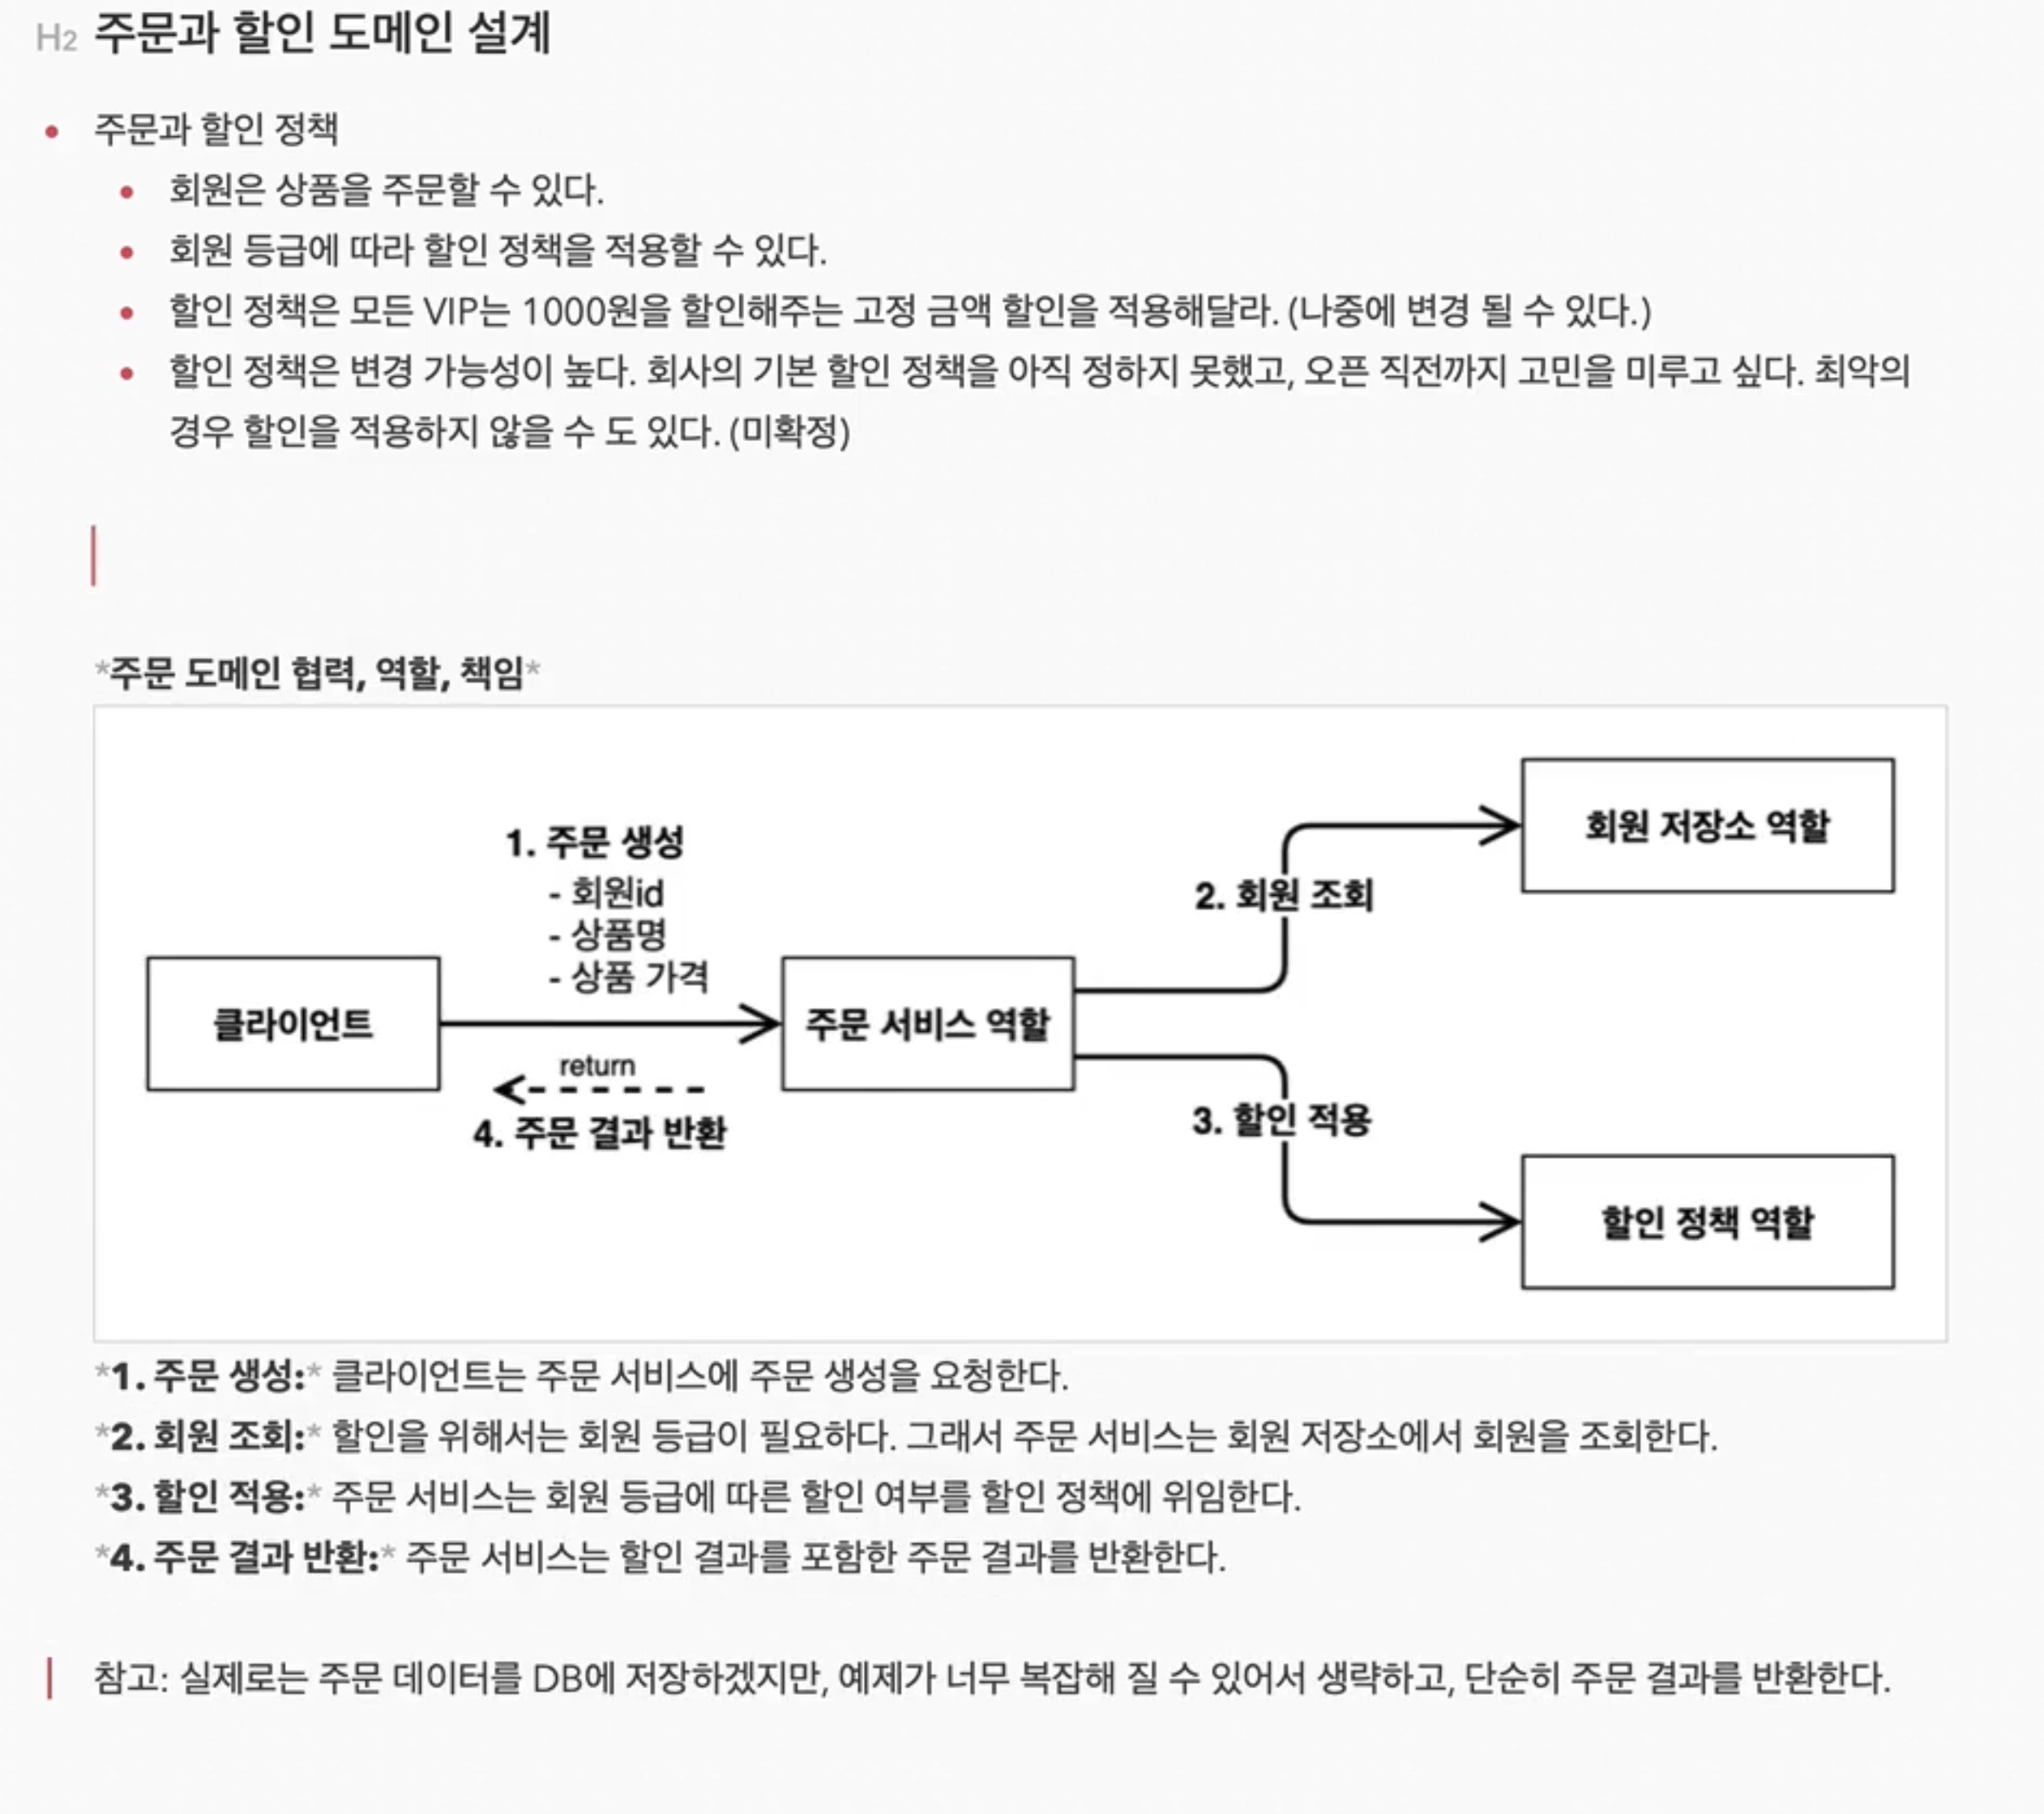 H2 주문과 할인 도메인 설계
주문과 할인 정책
회원은 상품을 주문할 수 있다.
회원 등급에 따라 할인 정책을 적용할 수 있다.
할인 정책은 모든 VIP는 1000원을 할인해주는 고정 금액 할인을 적용해달라. (나중에 변경 될 수 있다.)
할인 정책은 변경 가능성이 높다. 회사의 기본 할인 정책을 아직 정하지 못했고, 오픈 직전까지 고민을 미루고 싶다. 최악의
경우 할인을 적용하지 않을 수 도 있다. (미확정)
*주문 도메인 협력, 역할, 책임*
1. 주문 생성
- 회원id
- 상품명
- 상품 가격
클라이언트
return
4. 주문 결과 반환
주문 서비스 역할
2. 회원 조회
회원 저장소 역할
3. 할인 적용
할인 정책 역할
*1. 주문 생성:* 클라이언트는 주문 서비스에 주문 생성을 요청한다.
*2. 회원 조회:* 할인을 위해서는 회원 등급이 필요하다. 그래서 주문 서비스는 회원 저장소에서 회원을 조회한다.
*3. 할인 적용:* 주문 서비스는 회원 등급에 따른 할인 여부를 할인 정책에 위임한다.
*4. 주문 결과 반환:* 주문 서비스는 할인 결과를 포함한 주문 결과를 반환한다.
참고: 실제로는 주문 데이터를 DB에 저장하겠지만, 예제가 너무 복잡해 질 수 있어서 생략하고, 단순히 주문 결과를 반환한다.